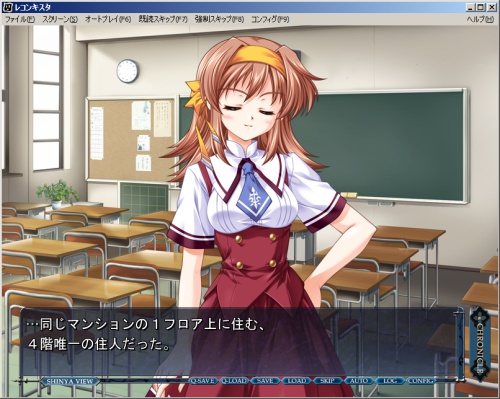 レコンキスタ
ファイル(F) スクリーン(S) オートプレイ(F6) 既読スキップ(F7) 強制スキップ(F8) コンフィグ(F9) ヘルプ(H)
…同じマンションの１フロア上に住む、
４階唯一の住人だった。
CHRONICLE
SHINYA VIEW Q-SAVE Q-LOAD SAVE LOAD SKIP AUTO LOG CONFIG